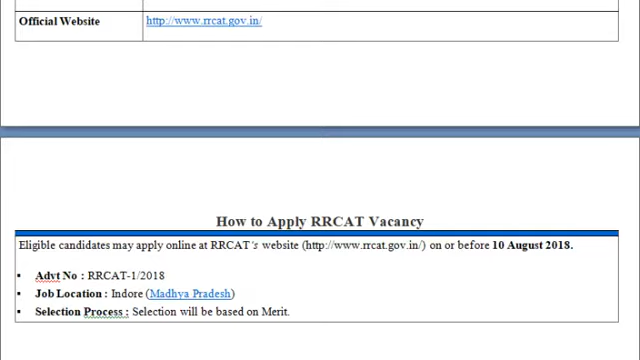 Official Website http://www.rrcat.gov.in/
How to Apply RRCAT Vacancy
Eligible candidates may apply online at RRCAT's website (http://www.rrcat.gov.in/) on or before 10 August 2018.
▪ Advt No : RRCAT-1/2018
▪ Job Location : Indore (Madhya Pradesh)
▪ Selection Process : Selection will be based on Merit.